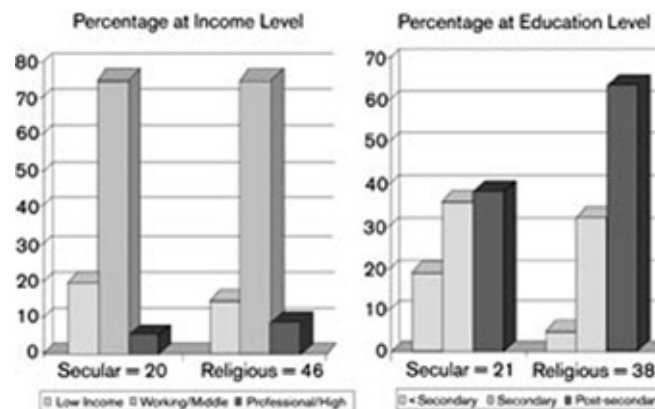 Percentage at Income Level
80
70
60
50
40
30
20
10
0
Secular = 20 Religious = 46
Low Income Working/Middle Professional/High
Percentage at Education Level
70
60
50
40
30
20
10
0
Secular = 21 Religious = 38
< Secondary Secondary Post-secondar